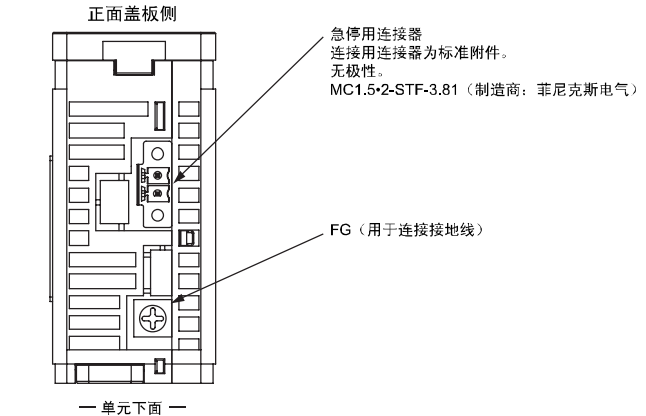 正面盖板侧
急停用连接器
连接用连接器为标准附件。
无极性。
MC1.5•2-STF-3.81（制造商：菲尼克斯电气）
FG（用于连接接地线）
— 单元下面 —